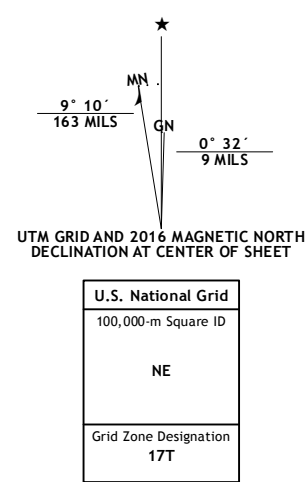 ★
MN
GN
9° 10´
163 MILS
0° 32´
9 MILS
UTM GRID AND 2016 MAGNETIC NORTH
DECLINATION AT CENTER OF SHEET
U.S. National Grid
100,000-m Square ID
NE
Grid Zone Designation
17T